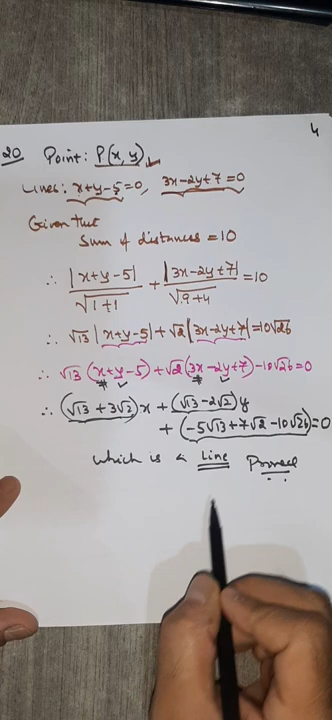 4
20 Point: P(x, y)
Lines: x+y-5=0, 3x-2y+7=0
Given that
Sum of distances = 10
∴ |x+y-5|/√1+1 + |3x-2y+7|/√9+4 = 10
∴ √13 |x+y-5| + √2 |3x-2y+7| = 10√26
∴ √13 (x+y-5) + √2 (3x-2y+7) - 10√26 = 0
∴ (√13 + 3√2)x + (√13 - 2√2)y
+ (-5√13 + 7√2 - 10√26) = 0
which is a Line Proved